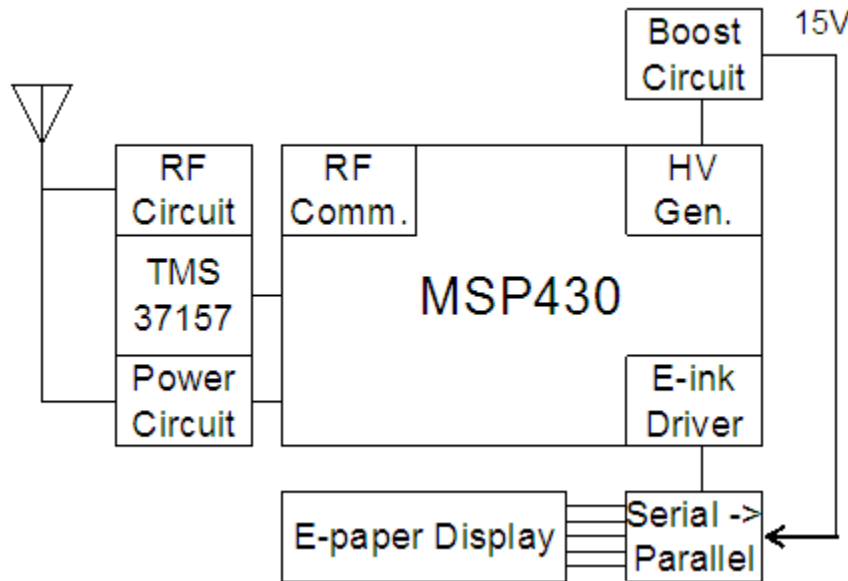 Boost
Circuit
15V
RF
Circuit
RF
Comm.
HV
Gen.
TMS
37157
MSP430
Power
Circuit
E-ink
Driver
E-paper Display
Serial ->
Parallel